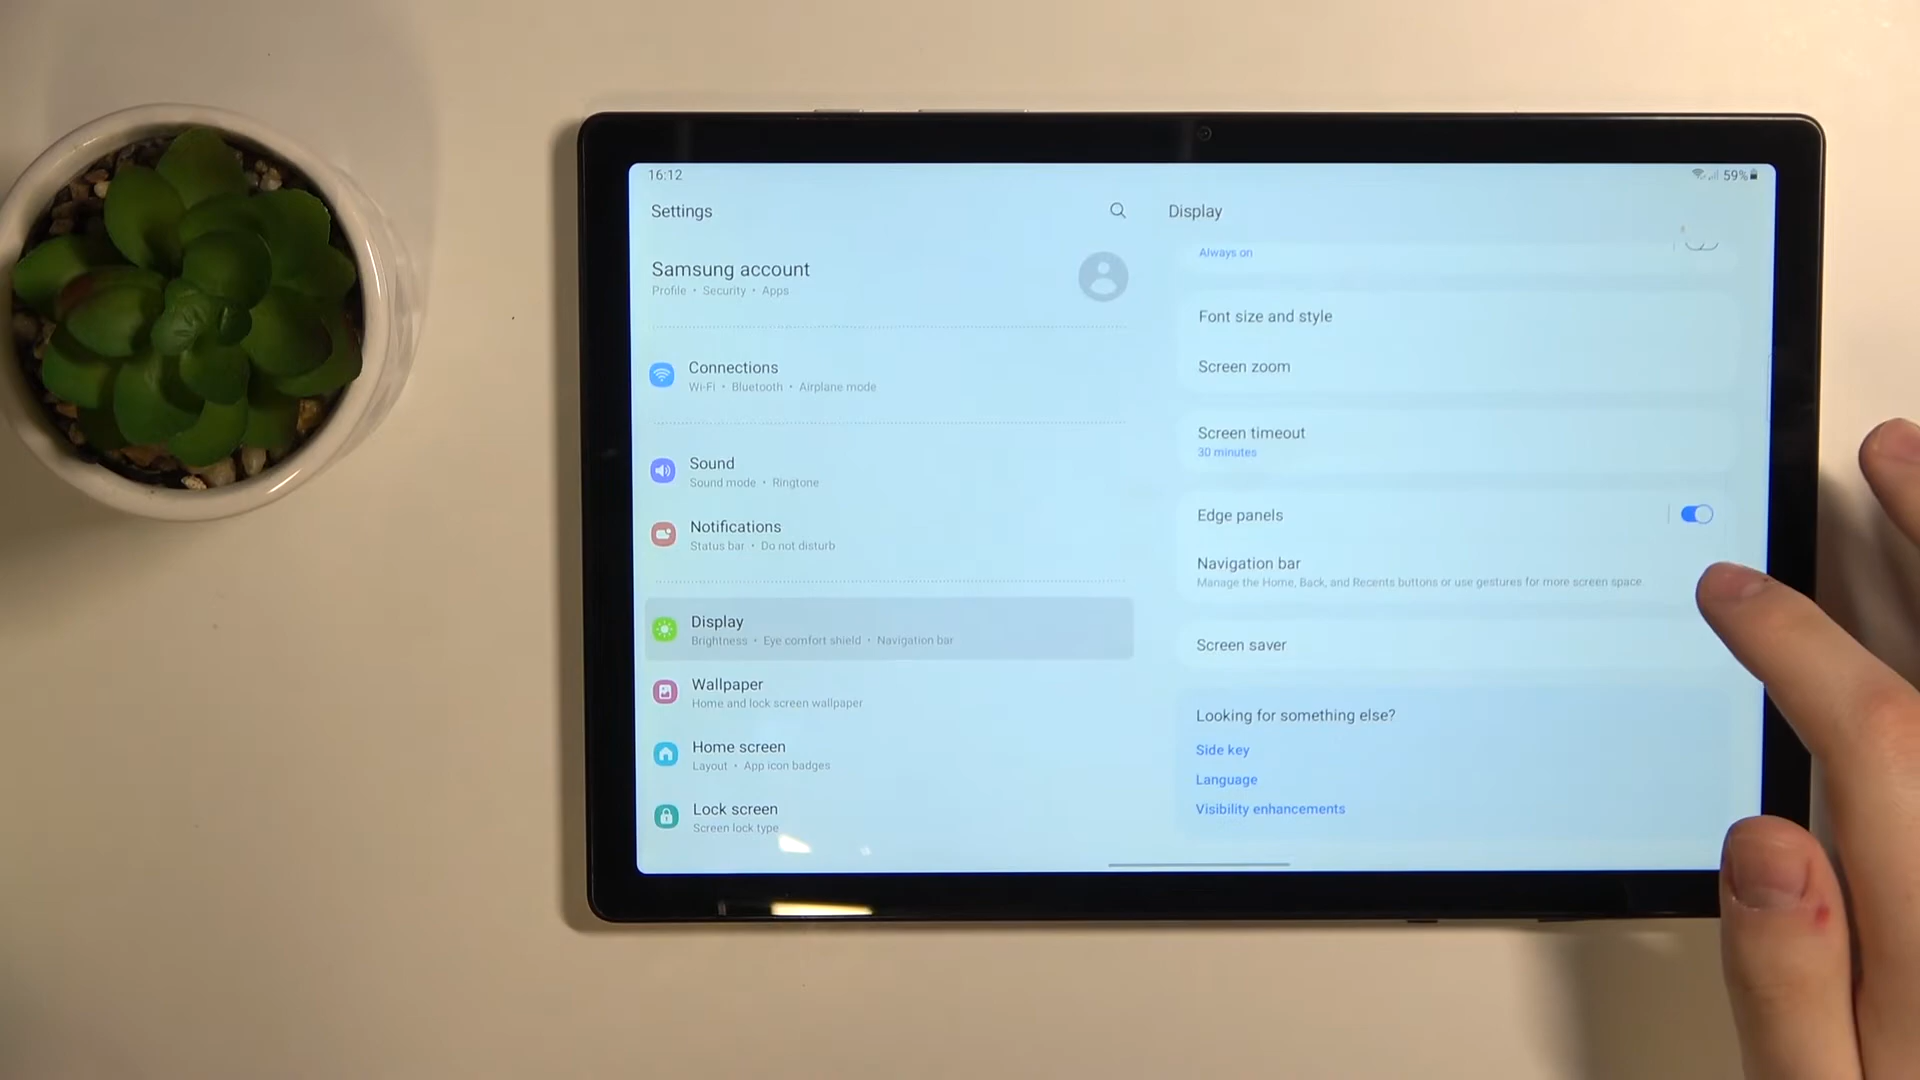 16:12
59%
Settings
Samsung account
Profile • Security • Apps
Connections
Wi-Fi • Bluetooth • Airplane mode
Sound
Sound mode • Ringtone
Notifications
Status bar • Do not disturb
Display
Brightness • Eye comfort shield • Navigation bar
Wallpaper
Home and lock screen wallpaper
Home screen
Layout • App icon badges
Lock screen
Screen lock type
Display
Always on
Font size and style
Screen zoom
Screen timeout
30 minutes
Edge panels
Navigation bar
Manage the Home, Back, and Recents buttons or use gestures for more screen space.
Screen saver
Looking for something else?
Side key
Language
Visibility enhancements